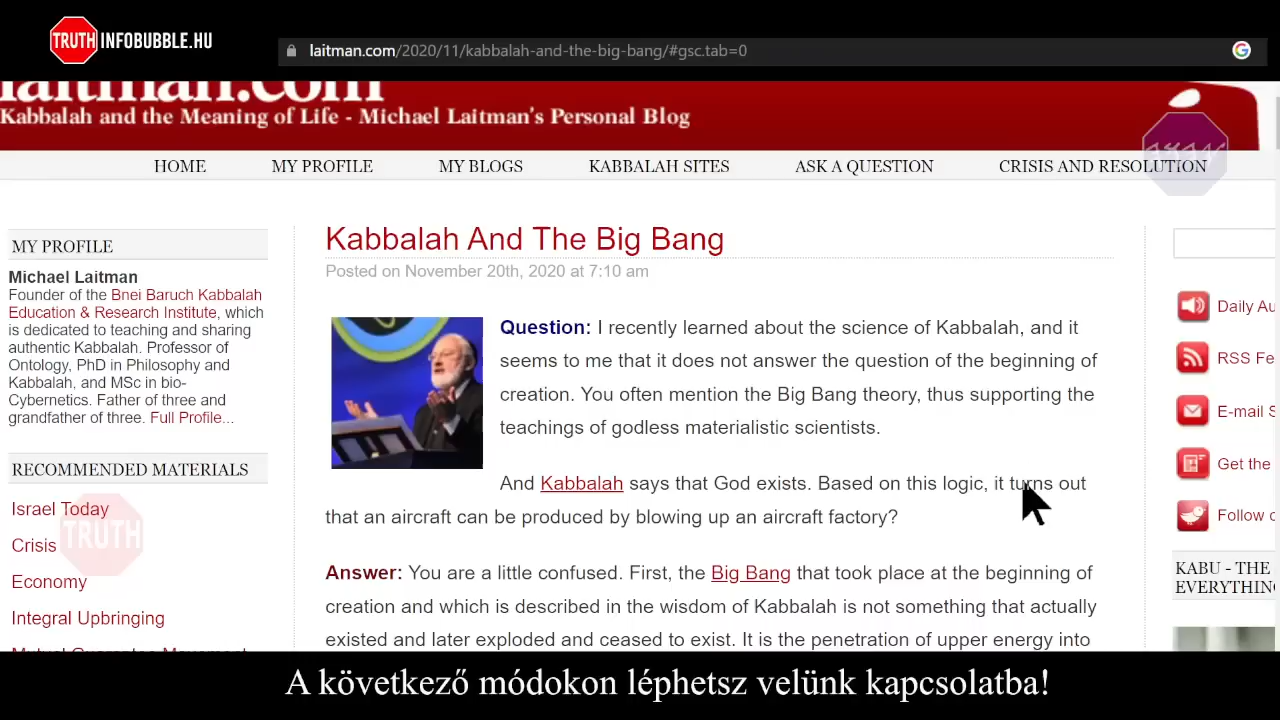 TRUTH INFOBUBBLE.HU
laitman.com/2020/11/kabbalah-and-the-big-bang/#gsc.tab=0
laitman.com
Kabbalah and the Meaning of Life - Michael Laitman's Personal Blog
HOME MY PROFILE MY BLOGS KABBALAH SITES ASK A QUESTION CRISIS AND RESOLUTION
MY PROFILE
Michael Laitman
Founder of the Bnei Baruch Kabbalah
Education & Research Institute, which
is dedicated to teaching and sharing
authentic Kabbalah. Professor of
Ontology, PhD in Philosophy and
Kabbalah, and MSc in bio-
Cybernetics. Father of three and
grandfather of three. Full Profile...
RECOMMENDED MATERIALS
Israel Today
Crisis
TRUTH
Economy
Integral Upbringing
Mutual Guarantee Movement
Kabbalah And The Big Bang
Posted on November 20th, 2020 at 7:10 am
Question: I recently learned about the science of Kabbalah, and it
seems to me that it does not answer the question of the beginning of
creation. You often mention the Big Bang theory, thus supporting the
teachings of godless materialistic scientists.
And Kabbalah says that God exists. Based on this logic, it turns out
that an aircraft can be produced by blowing up an aircraft factory?
Answer: You are a little confused. First, the Big Bang that took place at the beginning of
creation and which is described in the wisdom of Kabbalah is not something that actually
existed and later exploded and ceased to exist. It is the penetration of upper energy into
Daily Au
RSS Fe
E-mail S
Get the
Follow o
KABU - THE
EVERYTHIN
A következő módokon léphetsz velünk kapcsolatba!